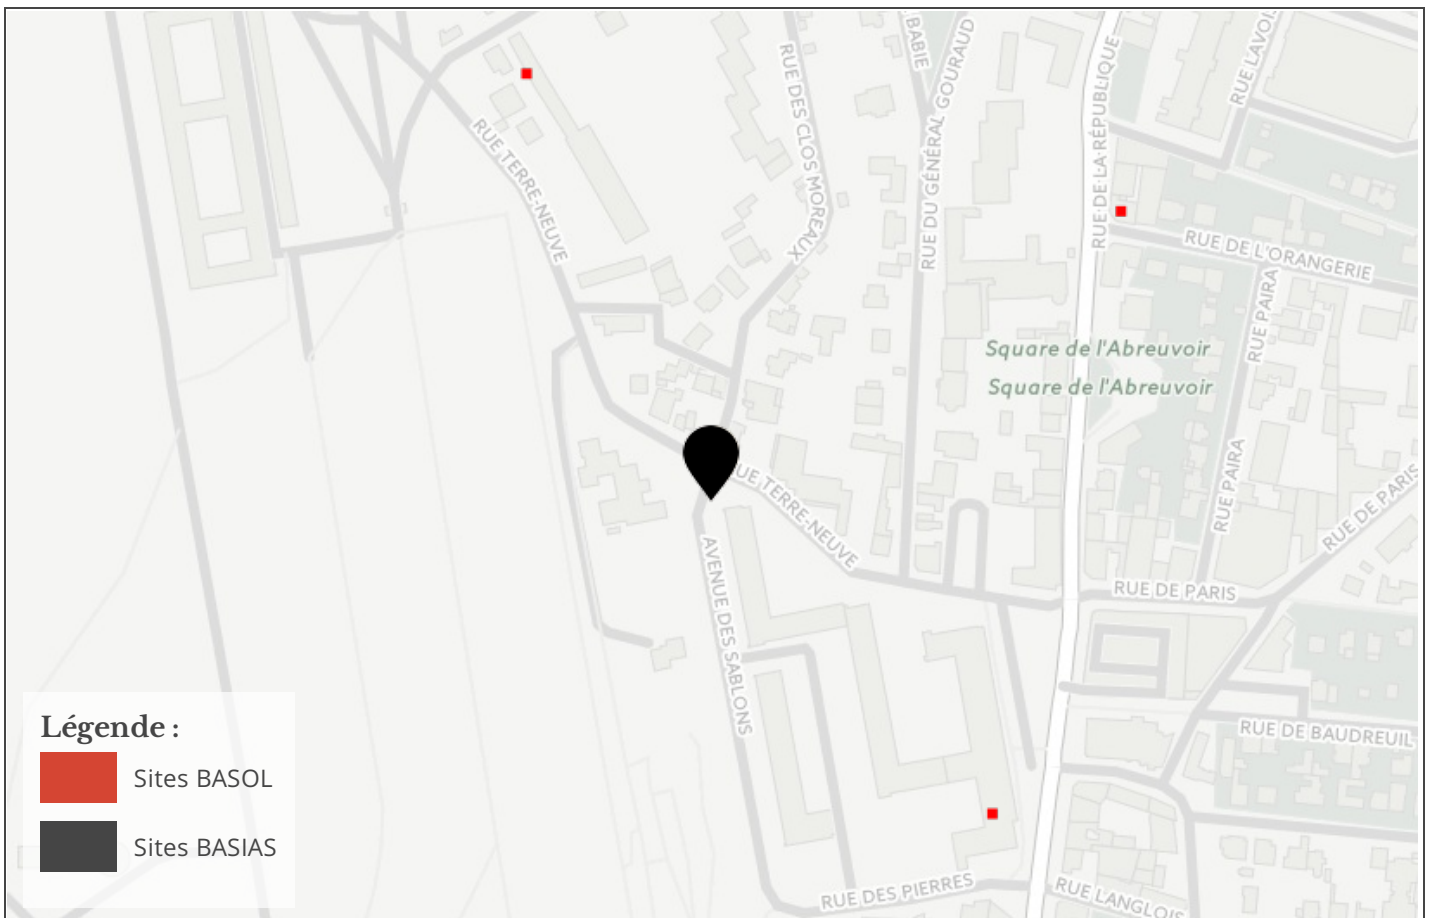 BABIE
RUE LAVOI
RUE DES CLOS MOREAUX
RUE DU GÉNÉRAL GOURAUD
RUE DE LA RÉPUBLIQUE
RUE TERRE-NEUVE
RUE DE L'ORANGERIE
RUE PAIRA
Square de l'Abreuvoir
Square de l'Abreuvoir
RUE PAIRA
RUE DE PARIS
UE TERRE-NEUVE
RUE DE PARIS
AVENUE DES SABLONS
RUE DE BAUDREUIL
Légende :
Sites BASOL
Sites BASIAS
RUE DES PIERRES
RUE LANGLOIS